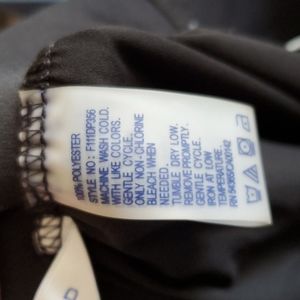 100% POLYESTER
STYLE NO: F111DP356
MACHINE WASH COLD.
WITH LIKE COLORS.
GENTLE CYCLE.
ONLY NON - CHLORINE
BLEACH WHEN
NEEDED.
TUMBLE DRY LOW.
REMOVE PROMPTLY.
GENTLE CYCLE.
IRON AT LOW
TEMPERATURE.